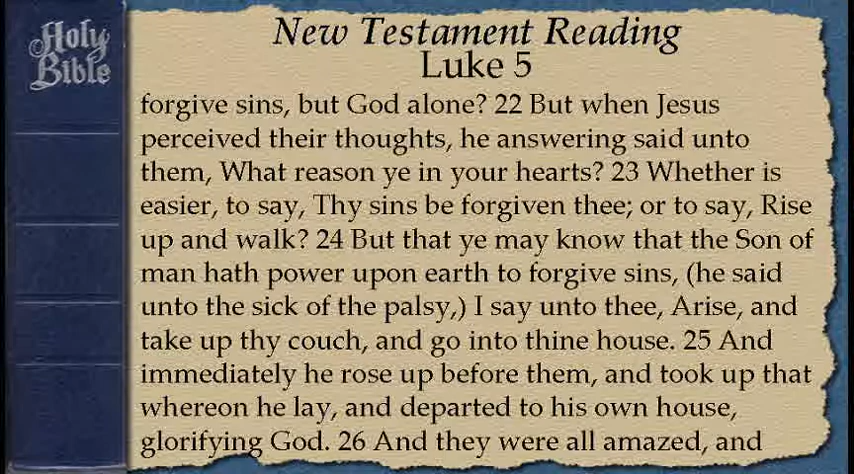 Holy
Bible
New Testament Reading
Luke 5
forgive sins, but God alone? 22 But when Jesus
perceived their thoughts, he answering said unto
them, What reason ye in your hearts? 23 Whether is
easier, to say, Thy sins be forgiven thee; or to say, Rise
up and walk? 24 But that ye may know that the Son of
man hath power upon earth to forgive sins, (he said
unto the sick of the palsy,) I say unto thee, Arise, and
take up thy couch, and go into thine house. 25 And
immediately he rose up before them, and took up that
whereon he lay, and departed to his own house,
glorifying God. 26 And they were all amazed, and